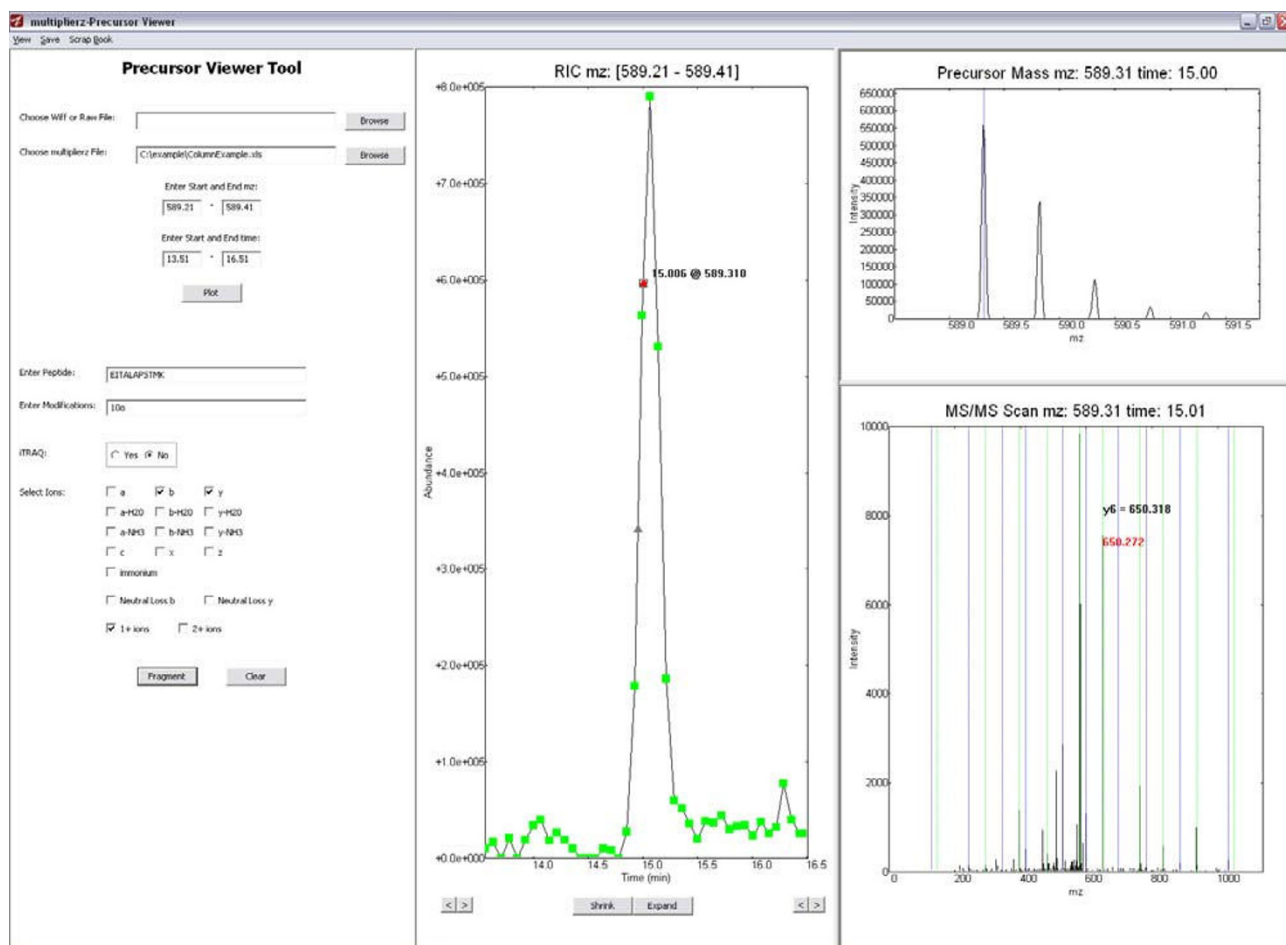 multiplierz-Precursor Viewer
View Save Scrap Book
Precursor Viewer Tool
Choose Wiff or Raw File:
Browse
Choose multiplierz File:
C:\example\ColumnExample.xls
Browse
Enter Start and End mz:
589.21 - 589.41
Enter Start and End time:
13.51 - 16.51
Plot
Enter Peptide:
EITALAPSTMK
Enter Modifications:
10o
iTRAQ:
Yes No
Select Ions:
a b y
a-H2O b-H2O y-H2O
a-NH3 b-NH3 y-NH3
c x z
immonium
Neutral Loss b Neutral Loss y
1+ ions 2+ ions
Fragment Clear
RIC mz: [589.21 - 589.41]
+8.0e+005
+7.0e+005
+6.0e+005
+5.0e+005
+4.0e+005
+3.0e+005
+2.0e+005
+1.0e+005
+0.0e+000
Abundance
15.006 @ 589.310
14.0 14.5 15.0 15.5 16.0 16.5
Time (min)
< > Shrink Expand < >
Precursor Mass mz: 589.31 time: 15.00
650000
600000
550000
500000
450000
400000
350000
300000
250000
200000
150000
100000
50000
0
Intensity
589.0 589.5 590.0 590.5 591.0 591.5
mz
MS/MS Scan mz: 589.31 time: 15.01
10000
8000
6000
4000
2000
0
Intensity
y6 = 650.318
650.272
0 200 400 600 800 1000
mz